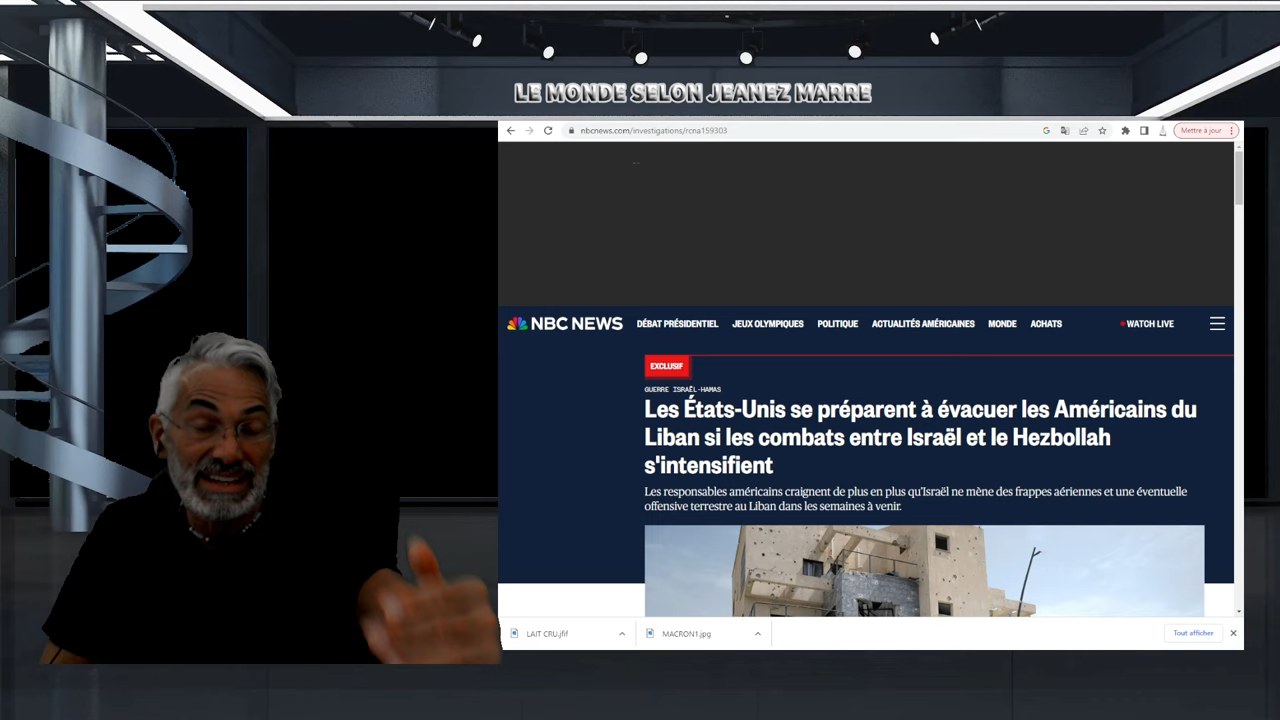 LE MONDE SELON JEANEZ MARRE
nbcnews.com/investigations/rcna159303
Mettre à jour
NBC NEWS
DÉBAT PRÉSIDENTIEL
JEUX OLYMPIQUES
POLITIQUE
ACTUALITÉS AMÉRICAINES
MONDE
ACHATS
WATCH LIVE
EXCLUSIF
GUERRE ISRAËL-HAMAS
Les États-Unis se préparent à évacuer les Américains du
Liban si les combats entre Israël et le Hezbollah
s'intensifient
Les responsables américains craignent de plus en plus qu'Israël ne mène des frappes aériennes et une éventuelle
offensive terrestre au Liban dans les semaines à venir.
LAIT CRU.jfif
MACRON1.jpg
Tout afficher